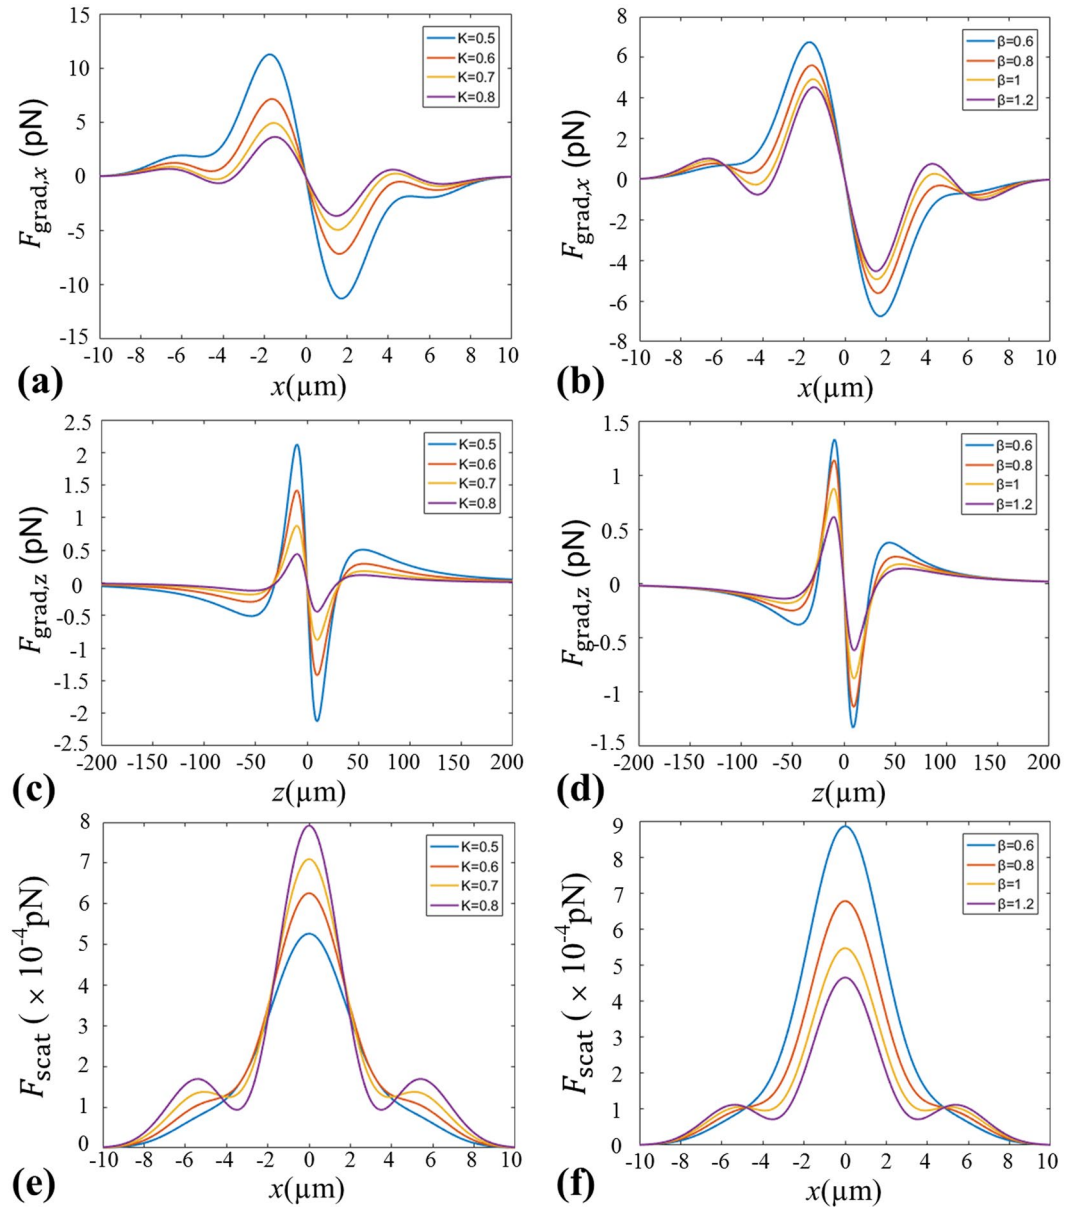 15
10
5
0
-5
-10
-15
F_grad,x (pN)
K=0.5
K=0.6
K=0.7
K=0.8
-10 -8 -6 -4 -2 0 2 4 6 8 10
(a) x(μm)
8
6
4
2
0
-2
-4
-6
-8
F_grad,x (pN)
β=0.6
β=0.8
β=1
β=1.2
-10 -8 -6 -4 -2 0 2 4 6 8 10
(b) x(μm)
2.5
2
1.5
1
0.5
0
-0.5
-1
-1.5
-2
-2.5
F_grad,z (pN)
K=0.5
K=0.6
K=0.7
K=0.8
-200 -150 -100 -50 0 50 100 150 200
(c) z(μm)
1.5
1
0.5
0
-0.5
-1
-1.5
F_grad,z (pN)
β=0.6
β=0.8
β=1
β=1.2
-200 -150 -100 -50 0 50 100 150 200
(d) z(μm)
8
7
6
5
4
3
2
1
0
F_scat ( × 10^-4 pN)
K=0.5
K=0.6
K=0.7
K=0.8
-10 -8 -6 -4 -2 0 2 4 6 8 10
(e) x(μm)
9
8
7
6
5
4
3
2
1
0
F_scat ( × 10^-4 pN)
β=0.6
β=0.8
β=1
β=1.2
-10 -8 -6 -4 -2 0 2 4 6 8 10
(f) x(μm)